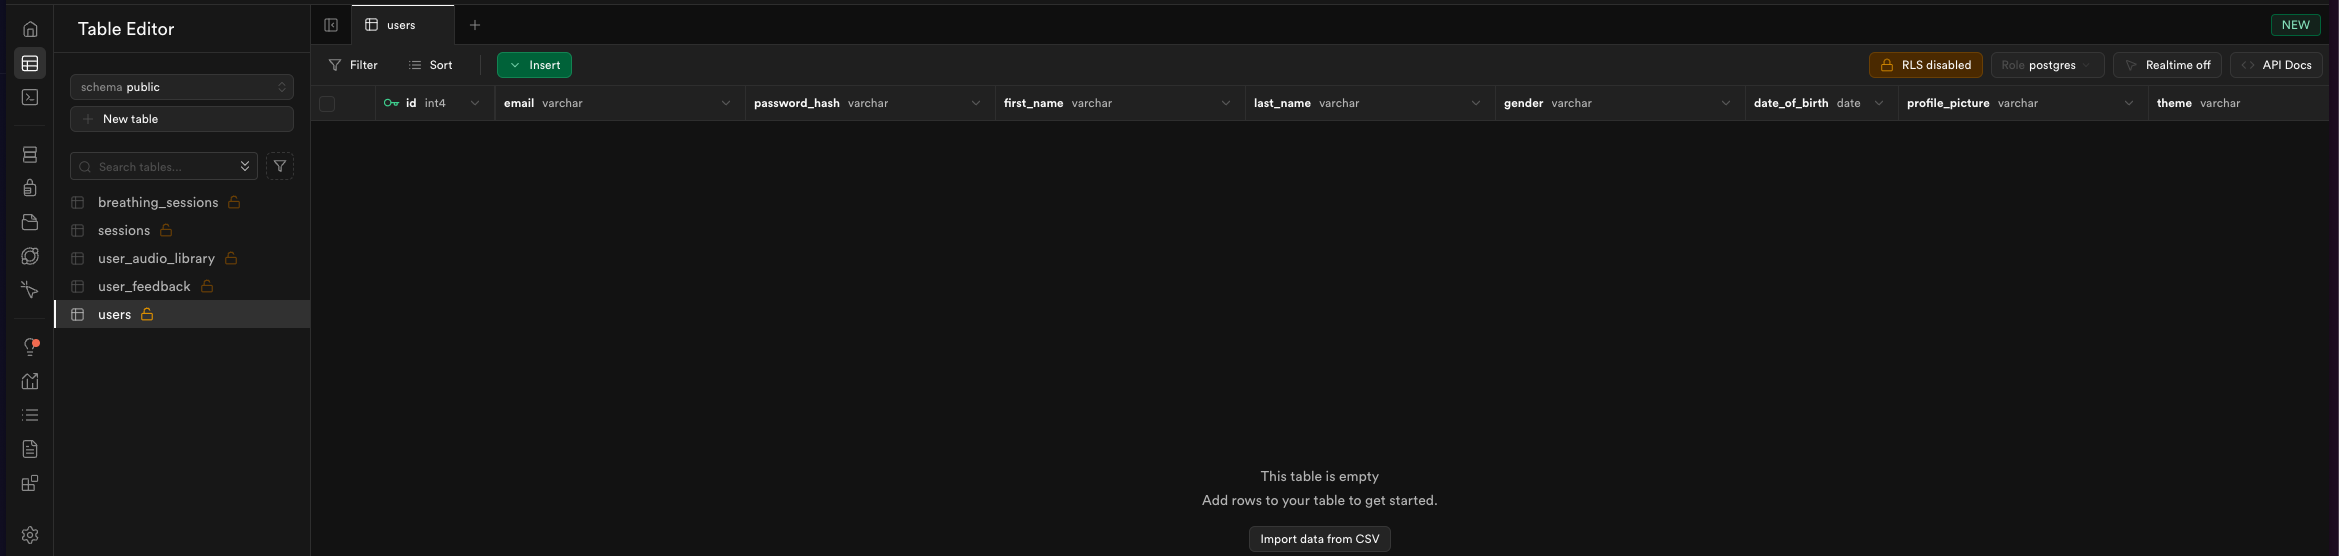 Table Editor
users
NEW
Filter
Sort
Insert
RLS disabled
Role postgres
Realtime off
API Docs
schema public
New table
Search tables...
id int4
email varchar
password_hash varchar
first_name varchar
last_name varchar
gender varchar
date_of_birth date
profile_picture varchar
theme varchar
breathing_sessions
sessions
user_audio_library
user_feedback
users
This table is empty
Add rows to your table to get started.
Import data from CSV